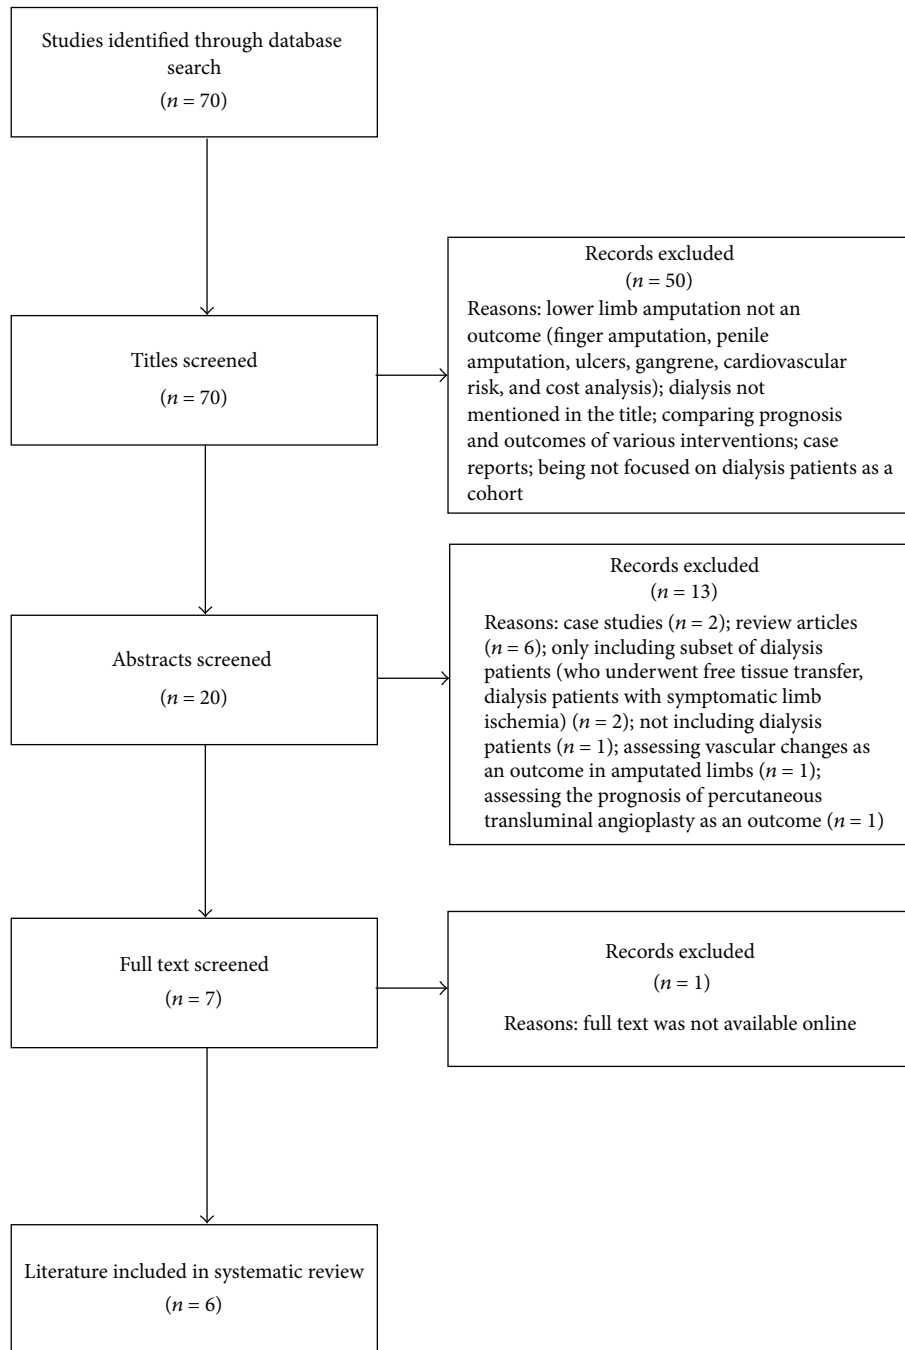 Studies identified through database
search
(n = 70)
Titles screened
(n = 70)
Records excluded
(n = 50)
Reasons: lower limb amputation not an
outcome (finger amputation, penile
amputation, ulcers, gangrene, cardiovascular
risk, and cost analysis); dialysis not
mentioned in the title; comparing prognosis
and outcomes of various interventions; case
reports; being not focused on dialysis patients as a
cohort
Abstracts screened
(n = 20)
Records excluded
(n = 13)
Reasons: case studies (n = 2); review articles
(n = 6); only including subset of dialysis
patients (who underwent free tissue transfer,
dialysis patients with symptomatic limb
ischemia) (n = 2); not including dialysis
patients (n = 1); assessing vascular changes as
an outcome in amputated limbs (n = 1);
assessing the prognosis of percutaneous
transluminal angioplasty as an outcome (n = 1)
Full text screened
(n = 7)
Records excluded
(n = 1)
Reasons: full text was not available online
Literature included in systematic review
(n = 6)